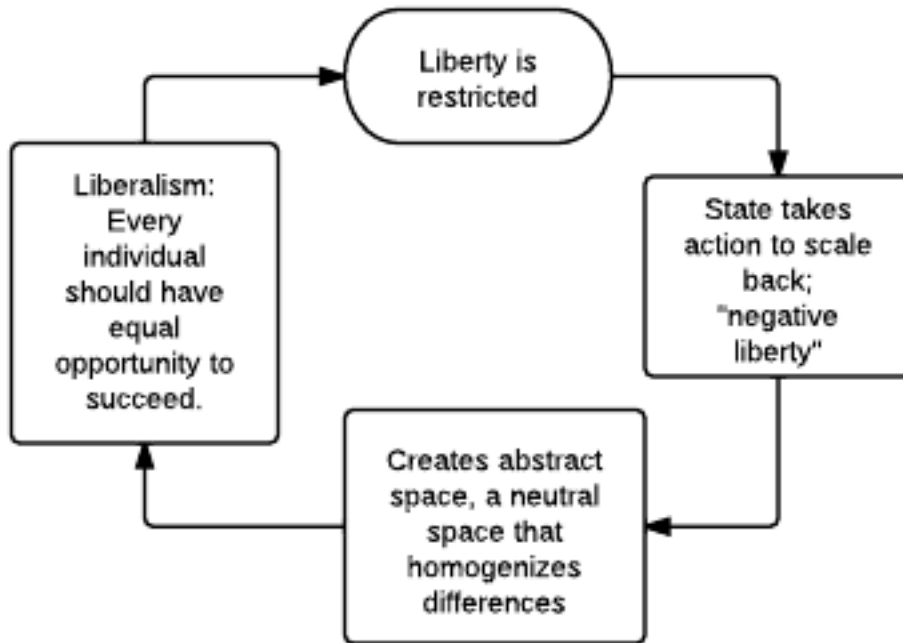 Liberty is
restricted
State takes
action to scale
back;
"negative
liberty"
Creates abstract
space, a neutral
space that
homogenizes
differences
Liberalism:
Every
individual
should have
equal
opportunity to
succeed.